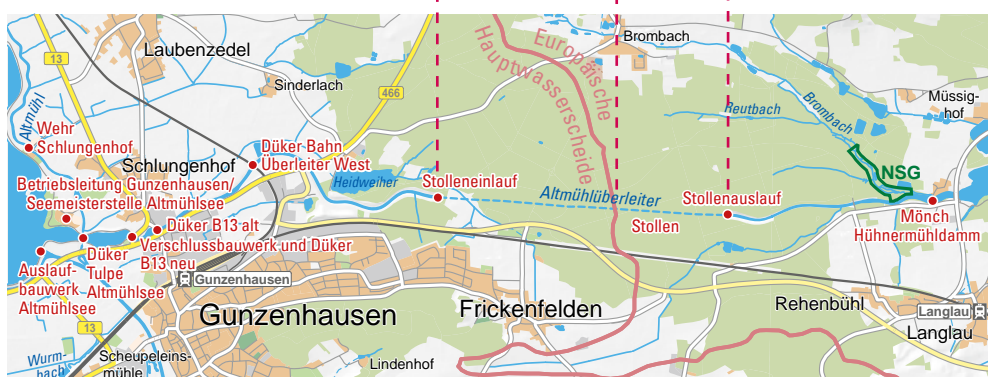 Laubenzedel
13
Altmühl
Sinderlach
466
Europäische
Hauptwasserscheide
Brombach
Brombach
Heutbach
Müssig-
hof
Wehr
Schlungenhof
Schlungenhof
Düker Bahn
Überleiter West
Heidweiher
Stolleneinlauf
Altmühlüberleiter
Stollen
Stollenauslauf
NSG
Mönch
Hühnermühldamm
Betriebsleitung Gunzenhausen/
Seemeisterstelle Altmühlsee
Düker B13 alt
Verschlussbauwerk und Düker
B13 neu
Düker
Tulpe
Altmühlsee
Auslauf-
bauwerk
Altmühlsee
Gunzenhausen
Gunzenhausen
Frickenfelden
Rehenbühl
Langlau
Langlau
13
Wurm-
bach
Scheupeleins-
mühle
Lindenhof